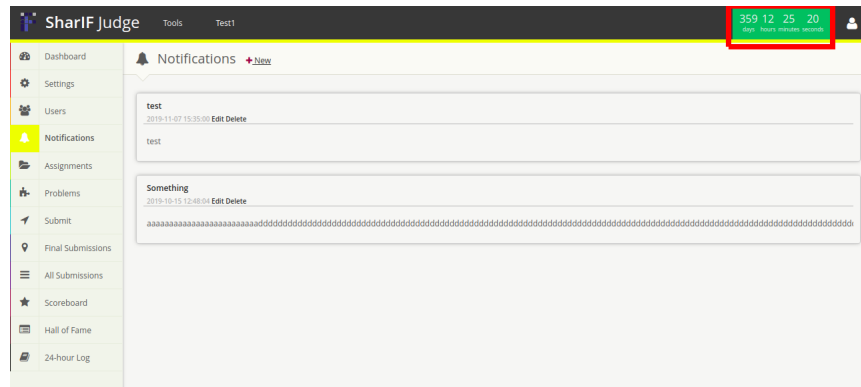 SharIF Judge Tools Test1 359 12 25 20
days hours minutes seconds
Dashboard
Settings
Users
Notifications
Assignments
Problems
Submit
Final Submissions
All Submissions
Scoreboard
Hall of Fame
24-hour Log
Notifications +New
test
2019-11-07 15:35:00 Edit Delete
test
Something
2019-10-15 12:48:04 Edit Delete